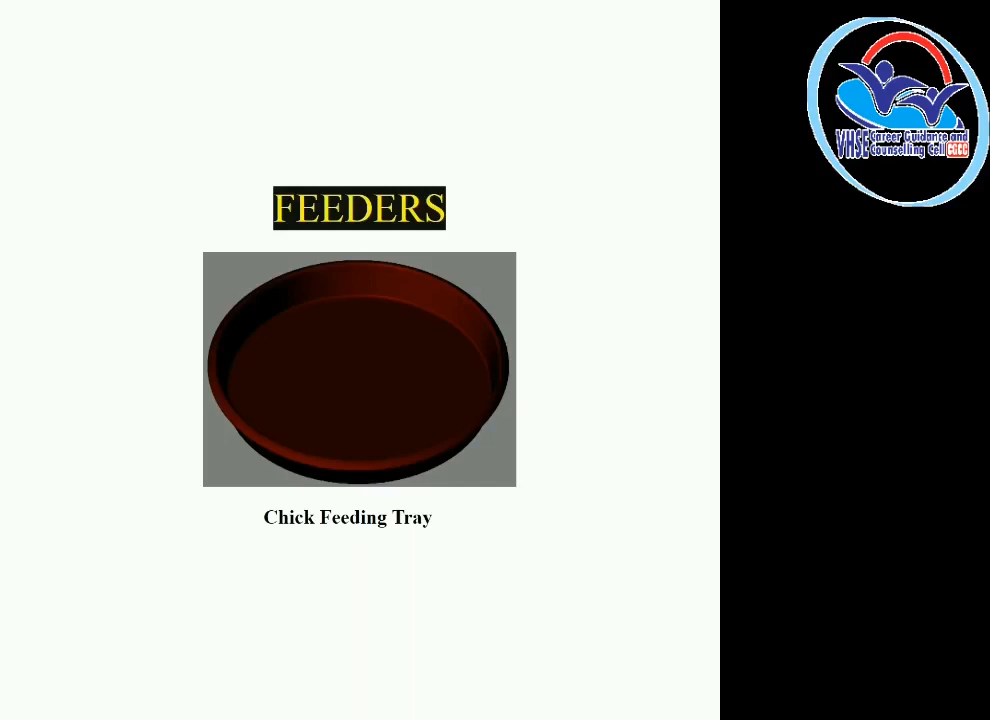 FEEDERS
Chick Feeding Tray
VHSE Career Guidance and
Counselling Cell CGCC